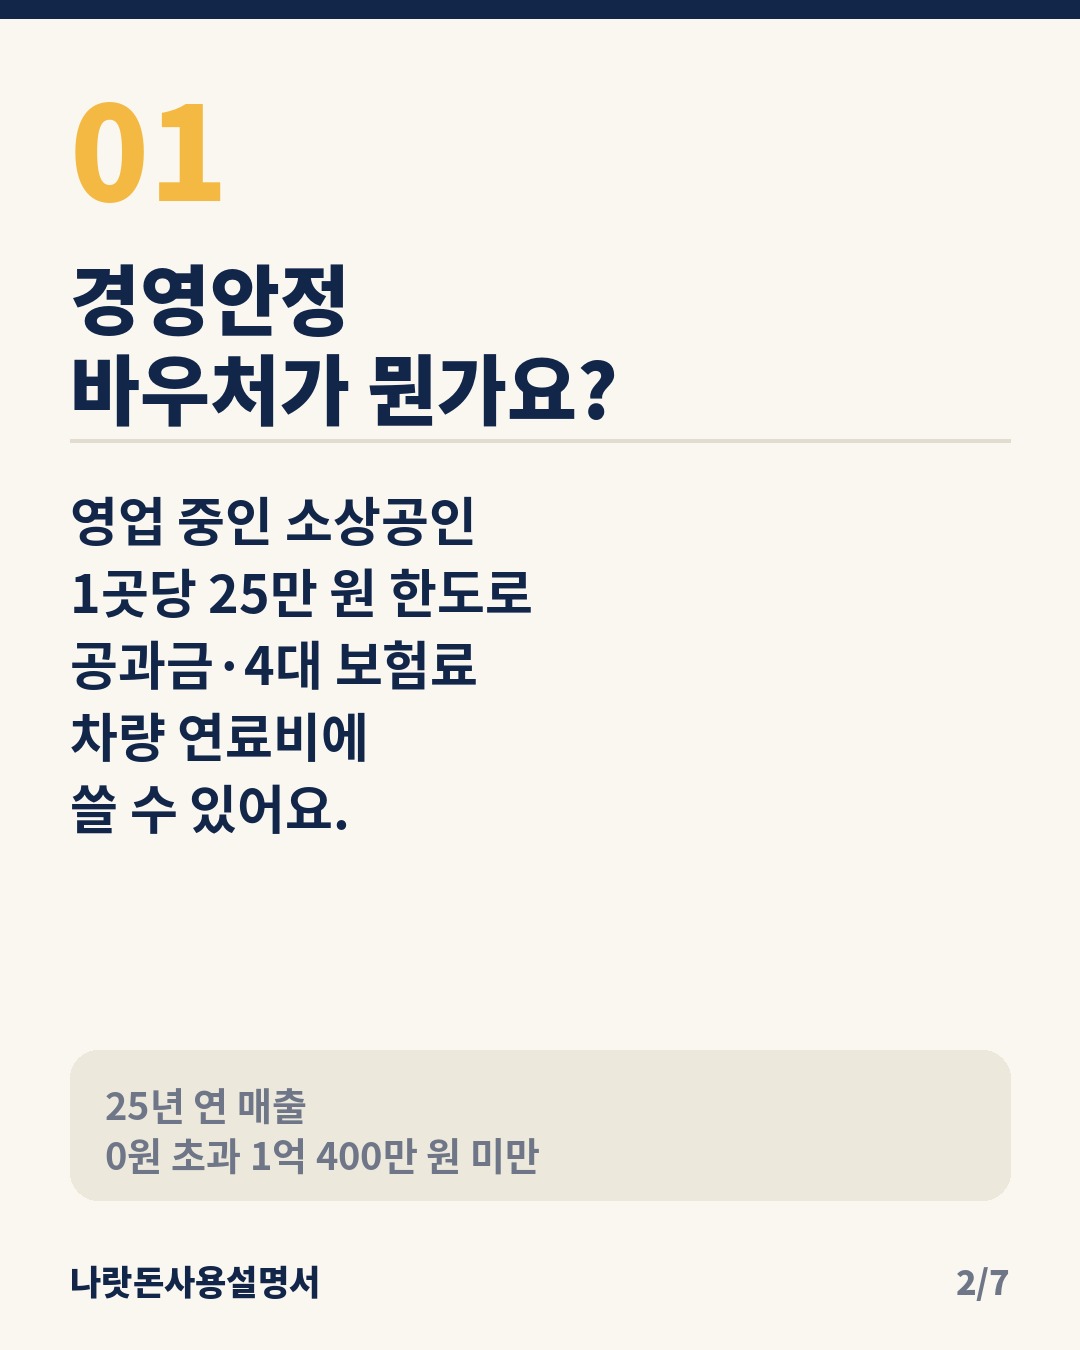 01
경영안정
바우처가 뭔가요?
영업 중인 소상공인
1곳당 25만 원 한도로
공과금·4대 보험료
차량 연료비에
쓸 수 있어요.
25년 연 매출
0원 초과 1억 400만 원 미만
나랏돈사용설명서
2/7